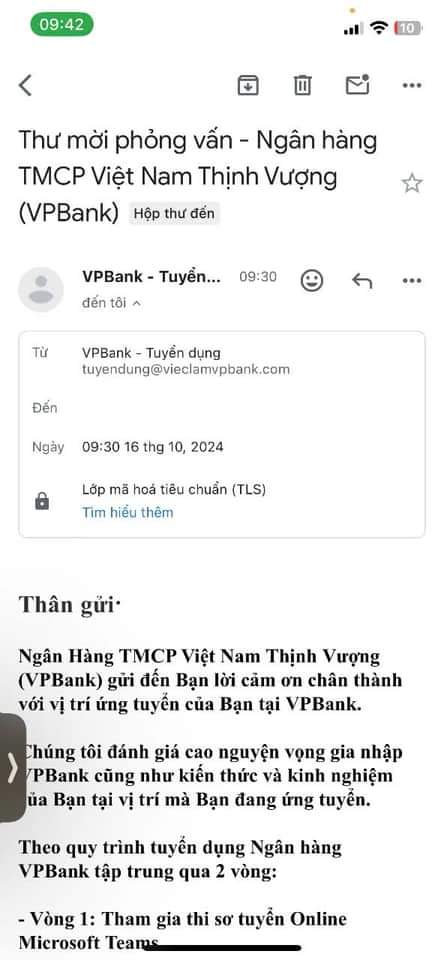 09:42
10
Thư mời phỏng vấn - Ngân hàng
TMCP Việt Nam Thịnh Vượng
(VPBank) Hộp thư đến
VPBank - Tuyển... 09:30
đến tôi
Từ VPBank - Tuyển dụng
tuyendung@vieclamvpbank.com
Đến
Ngày 09:30 16 thg 10, 2024
Lớp mã hoá tiêu chuẩn (TLS)
Tìm hiểu thêm
Thân gửi
Ngân Hàng TMCP Việt Nam Thịnh Vượng
(VPBank) gửi đến Bạn lời cảm ơn chân thành
với vị trí ứng tuyển của Bạn tại VPBank.
Chúng tôi đánh giá cao nguyện vọng gia nhập
VPBank cũng như kiến thức và kinh nghiệm
của Bạn tại vị trí mà Bạn đang ứng tuyển.
Theo quy trình tuyển dụng Ngân hàng
VPBank tập trung qua 2 vòng:
- Vòng 1: Tham gia thi sơ tuyển Online
Microsoft Teams